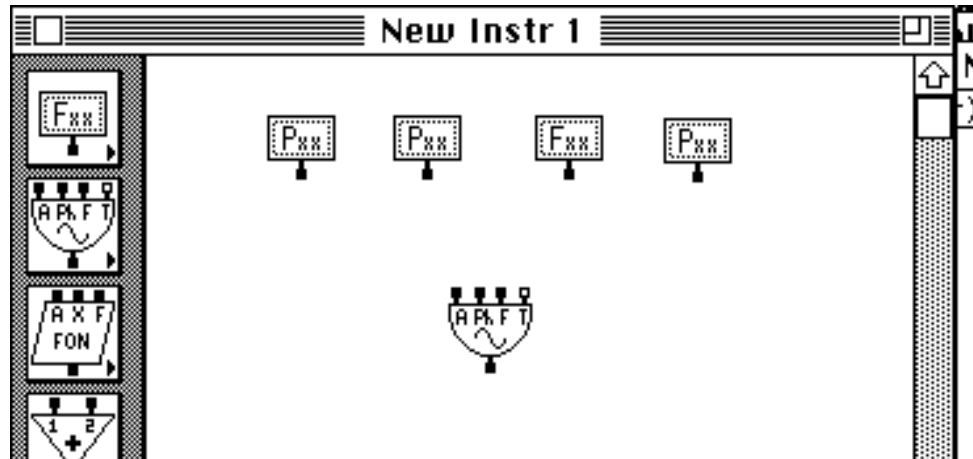 New Instr 1
Fxx
Pxx Pxx Fxx Pxx
A Ph F T
A X F
FON
A Ph F T
1 2
+